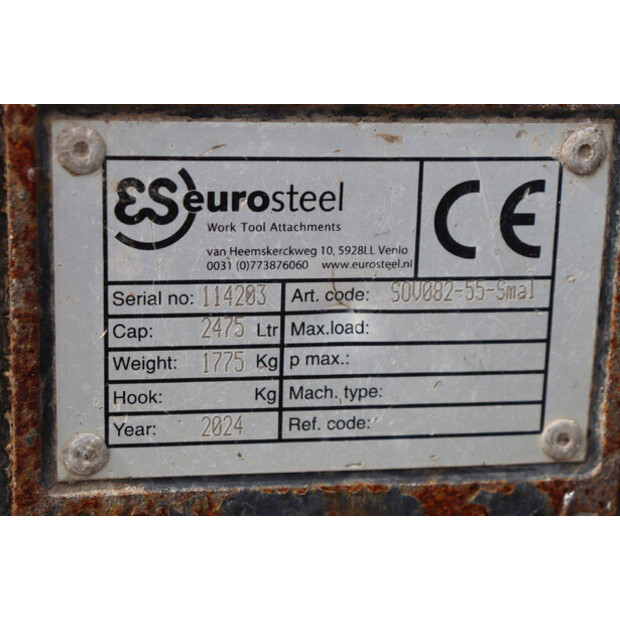 ES eurosteel
Work Tool Attachments
van Heemskerckweg 10, 5928LL Venlo
0031 (0)773876060 www.eurosteel.nl
CE
Serial no: 114203 Art. code: SOV082-55-Smal
Cap: 2475 Ltr Max.load:
Weight: 1775 Kg p max.:
Hook: Kg Mach. type:
Year: 2024 Ref. code: